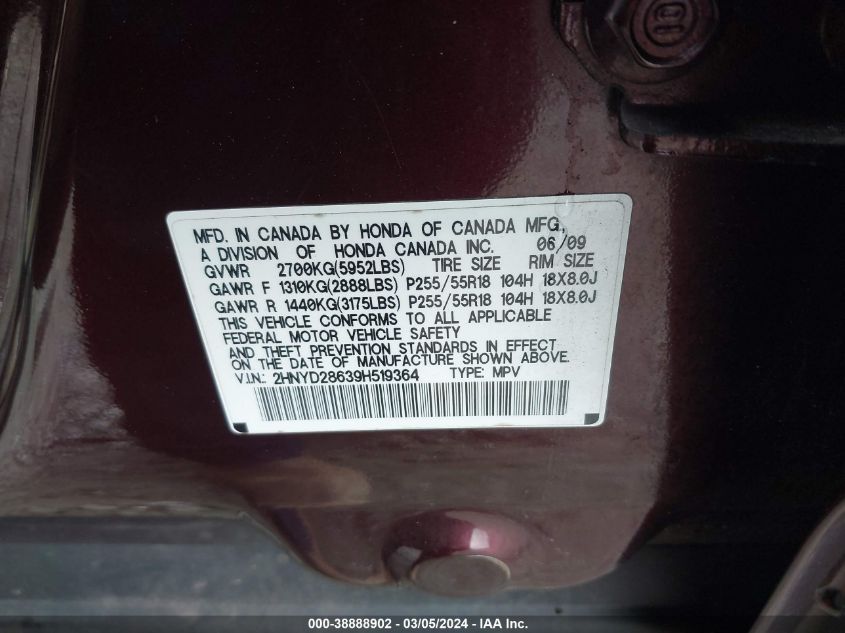 MFD. IN CANADA BY HONDA OF CANADA MFG.,
A DIVISION OF HONDA CANADA INC. 06/09
GVWR 2700KG(5952LBS) TIRE SIZE RIM SIZE
GAWR F 1310KG(2888LBS) P255/55R18 104H 18X8.0J
GAWR R 1440KG(3175LBS) P255/55R18 104H 18X8.0J
THIS VEHICLE CONFORMS TO ALL APPLICABLE
FEDERAL MOTOR VEHICLE SAFETY
AND THEFT PREVENTION STANDARDS IN EFFECT
ON THE DATE OF MANUFACTURE SHOWN ABOVE.
V.I.N.: 2HNYD28639H519364 TYPE: MPV
000-38888902 - 03/05/2024 - IAA Inc.